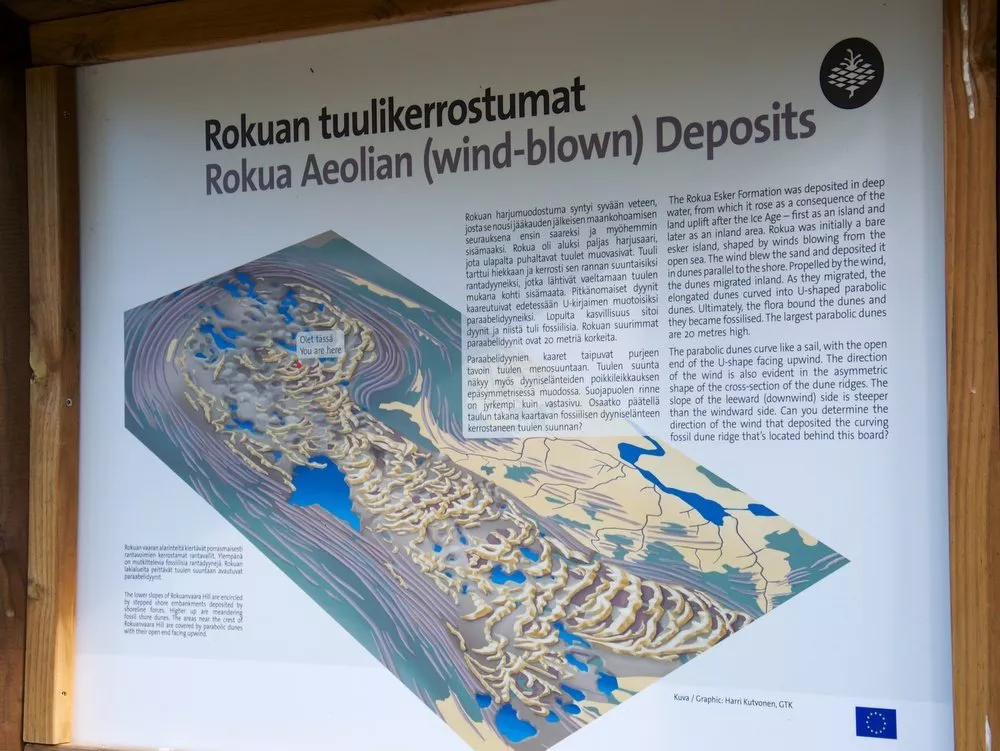 Rokuan tuulikerrostumat
Rokua Aeolian (wind-blown) Deposits
Rokuan harjumuodostuma syntyi syvään veteen,
josta se nousi jääkauden jälkeisen maankohoamisen
seurauksena ensin saareksi ja myöhemmin
sisämaaksi. Rokua oli aluksi paljas harjusaari,
jota ulapalta puhaltavat tuulet muovasivat. Tuuli
tarttui hiekkaan ja kerrosti sen rannan suuntaisiksi
rantadyyneiksi, jotka lähtivät vaeltamaan tuulen
mukana kohti sisämaata. Pitkänomaiset dyynit
kaareutuivat edetessään U-kirjaimen muotoisiksi
paraabelidyyneiksi. Lopulta kasvillisuus sitoi
dyynit ja niistä tuli fossiilisia. Rokuan suurimmat
paraabelidyynit ovat 20 metriä korkeita.
Paraabelidyynien kaaret taipuvat purjeen
tavoin tuulen menosuuntaan. Tuulen suunta
näkyy myös dyyniselänteiden poikkileikkauksen
epäsymmetrisessä muodossa. Suojapuolen rinne
on jyrkempi kuin vastasivu. Osaatko päätellä
taulun takana kaartavan fossiilisen dyyniselänteen
kerrostaneen tuulen suunnan?
The Rokua Esker Formation was deposited in deep
water, from which it rose as a consequence of the
land uplift after the Ice Age – first as an island and
later as an inland area. Rokua was initially a bare
esker island, shaped by winds blowing from the
open sea. The wind blew the sand and deposited it
in dunes parallel to the shore. Propelled by the wind,
the dunes migrated inland. As they migrated, the
elongated dunes curved into U-shaped parabolic
dunes. Ultimately, the flora bound the dunes and
they became fossilised. The largest parabolic dunes
are 20 metres high.
The parabolic dunes curve like a sail, with the open
end of the U-shape facing upwind. The direction
of the wind is also evident in the asymmetric
shape of the cross-section of the dune ridges. The
slope of the leeward (downwind) side is steeper
than the windward side. Can you determine the
direction of the wind that deposited the curving
fossil dune ridge that's located behind this board?
Olet tässä
You are here
Rokuan vaaran alarinteitä kiertävät porrasmaisesti
rantavoimien kerrostamat rantavallit. Ylempänä
on mutkittelevia fossiilisia rantadyynejä. Rokuan
lakialueita peittävät tuulen suuntaan avautuvat
paraabelidyynit.
The lower slopes of Rokuanvaara Hill are encircled
by stepped shore embankments deposited by
shoreline forces. Higher up are meandering
fossil shore dunes. The areas near the crest of
Rokuanvaara Hill are covered by parabolic dunes
with their open end facing upwind.
Kuva / Graphic: Harri Kutvonen, GTK